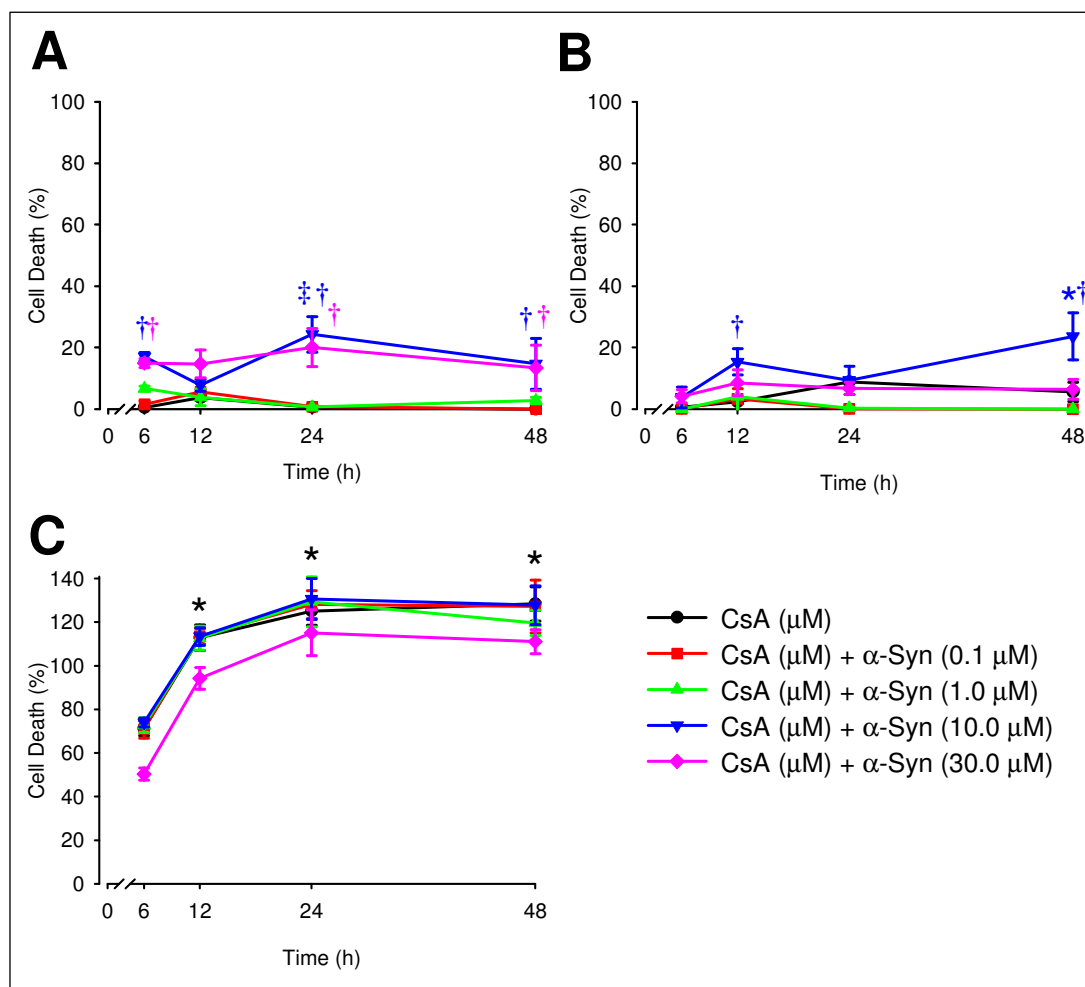 A
100
80
60
40
20
0
Cell Death (%)
† †
‡ †
†
† †
0 6 12 24 48
Time (h)
B
100
80
60
40
20
0
Cell Death (%)
†
* †
0 6 12 24 48
Time (h)
C
140
120
100
80
60
40
20
0
Cell Death (%)
* * *
0 6 12 24 48
Time (h)
CsA (μM)
CsA (μM) + α-Syn (0.1 μM)
CsA (μM) + α-Syn (1.0 μM)
CsA (μM) + α-Syn (10.0 μM)
CsA (μM) + α-Syn (30.0 μM)